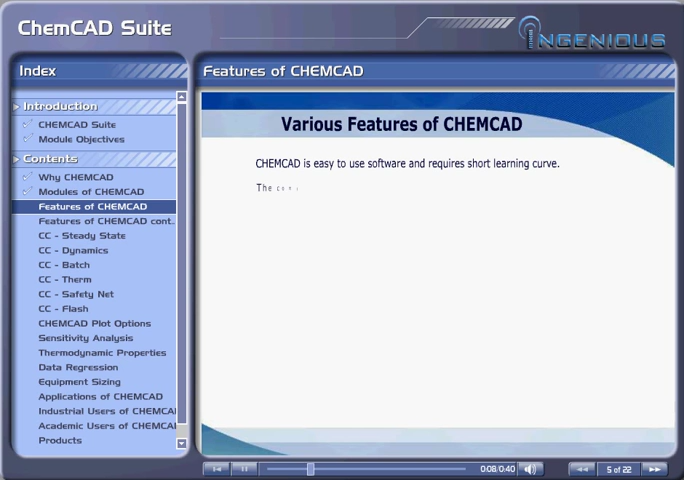 ChemCAD Suite
INGENIOUS
Index
Features of CHEMCAD
Introduction
CHEMCAD Suite
Module Objectives
Contents
Why CHEMCAD
Modules of CHEMCAD
Features of CHEMCAD
Features of CHEMCAD cont.
CC - Steady State
CC - Dynamics
CC - Batch
CC - Therm
CC - Safety Net
CC - Flash
CHEMCAD Plot Options
Sensitivity Analysis
Thermodynamic Properties
Data Regression
Equipment Sizing
Applications of CHEMCAD
Industrial Users of CHEMCA
Academic Users of CHEMCA
Products
Various Features of CHEMCAD
CHEMCAD is easy to use software and requires short learning curve.
The
0:08/0:40
5 of 22